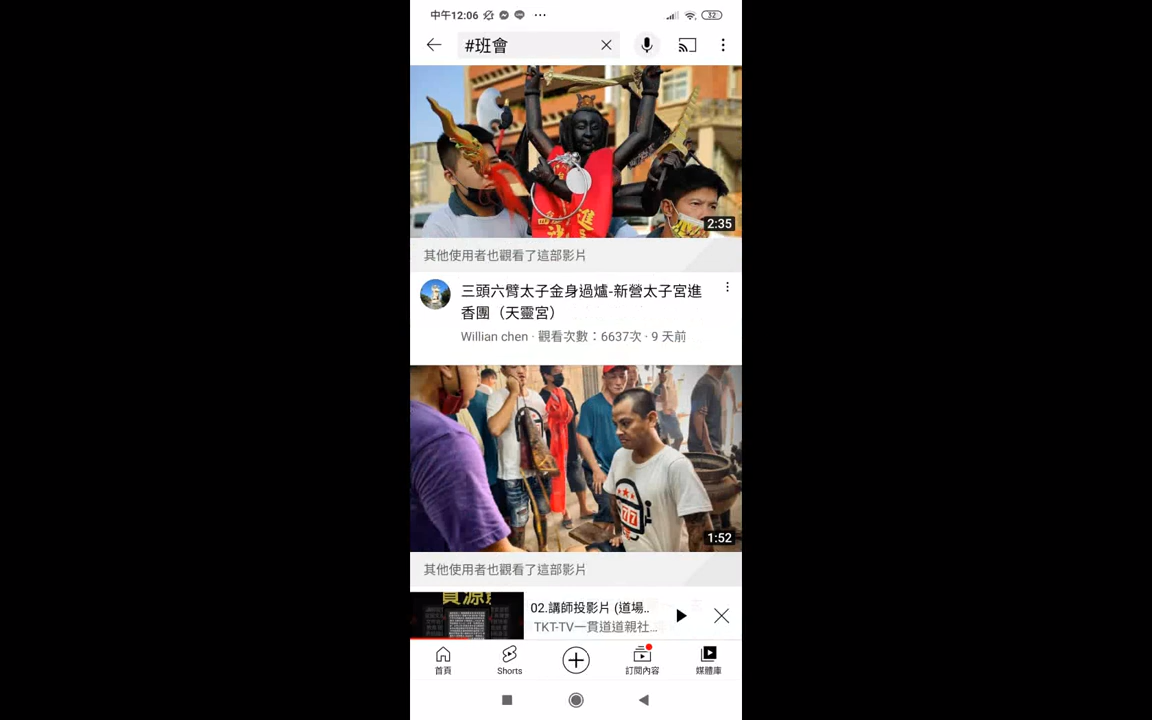 中午12:06
32
#班會
2:35
其他使用者也觀看了這部影片
三頭六臂太子金身過爐-新營太子宮進
香團（天靈宮）
Willian chen · 觀看次數：6637次 · 9 天前
1:52
其他使用者也觀看了這部影片
02.講師投影片 (道場..
TKT-TV一貫道道親社...
首頁
Shorts
訂閱內容
媒體庫